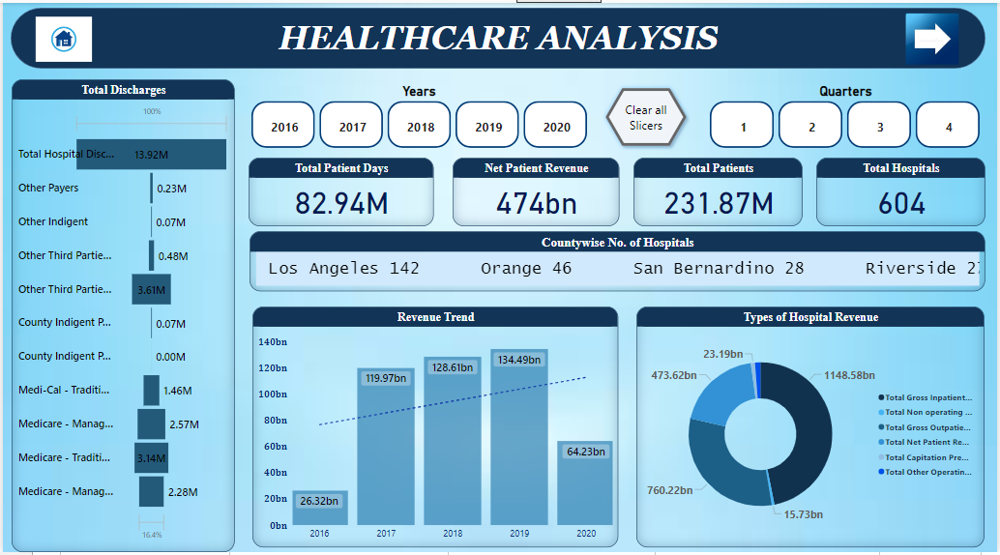 HEALTHCARE ANALYSIS
Total Discharges
100%
Total Hospital Disc... 13.92M
Other Payers 0.23M
Other Indigent 0.07M
Other Third Partie... 0.48M
Other Third Partie... 3.61M
County Indigent P... 0.07M
County Indigent P... 0.00M
Medi-Cal - Traditi... 1.46M
Medicare - Manag... 2.57M
Medicare - Traditi... 3.14M
Medicare - Manag... 2.28M
16.4%
Years
2016 2017 2018 2019 2020
Clear all
Slicers
Quarters
1 2 3 4
Total Patient Days
82.94M
Net Patient Revenue
474bn
Total Patients
231.87M
Total Hospitals
604
Countywise No. of Hospitals
Los Angeles 142 Orange 46 San Bernardino 28 Riverside 27
Revenue Trend
140bn
120bn
100bn
80bn
60bn
40bn
20bn
0bn
26.32bn
119.97bn
128.61bn
134.49bn
64.23bn
2016 2017 2018 2019 2020
Types of Hospital Revenue
23.19bn
473.62bn
1148.58bn
760.22bn
15.73bn
Total Gross Inpatient...
Total Non operating ...
Total Gross Outpatie...
Total Net Patient Re...
Total Capitation Pre...
Total Other Operatin...